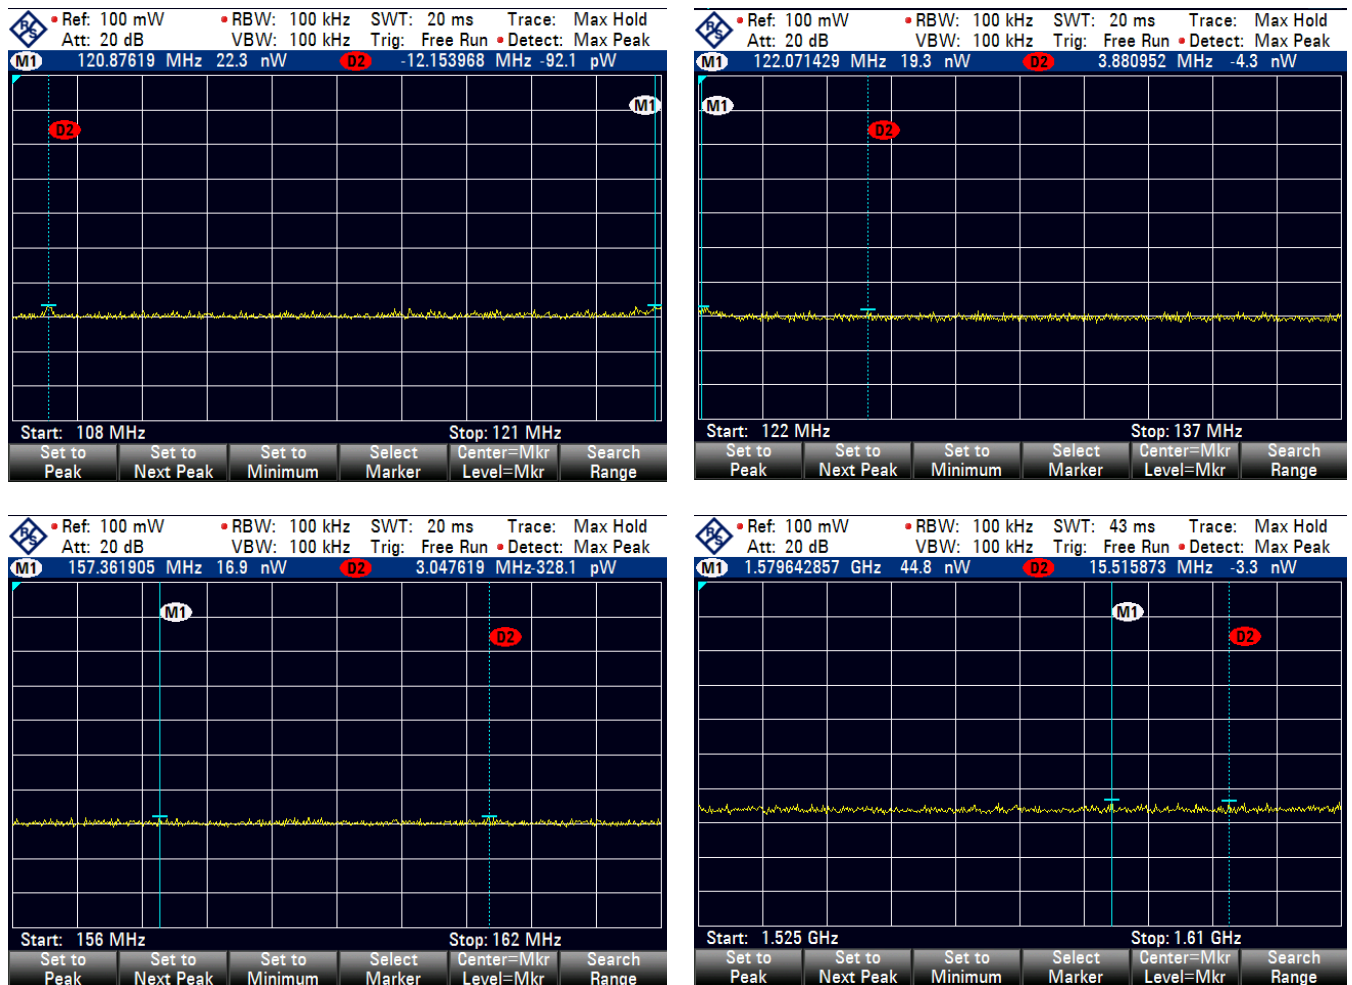 Ref: 100 mW RBW: 100 kHz SWT: 20 ms Trace: Max Hold
Att: 20 dB VBW: 100 kHz Trig: Free Run Detect: Max Peak
M1 120.87619 MHz 22.3 nW D2 -12.153968 MHz -92.1 pW
M1
D2
Start: 108 MHz Stop: 121 MHz
Set to Peak Set to Next Peak Set to Minimum Select Marker Center=Mkr Level=Mkr Search Range
Ref: 100 mW RBW: 100 kHz SWT: 20 ms Trace: Max Hold
Att: 20 dB VBW: 100 kHz Trig: Free Run Detect: Max Peak
M1 122.071429 MHz 19.3 nW D2 3.880952 MHz -4.3 nW
M1
D2
Start: 122 MHz Stop: 137 MHz
Set to Peak Set to Next Peak Set to Minimum Select Marker Center=Mkr Level=Mkr Search Range
Ref: 100 mW RBW: 100 kHz SWT: 20 ms Trace: Max Hold
Att: 20 dB VBW: 100 kHz Trig: Free Run Detect: Max Peak
M1 157.361905 MHz 16.9 nW D2 3.047619 MHz -328.1 pW
M1
D2
Start: 156 MHz Stop: 162 MHz
Set to Peak Set to Next Peak Set to Minimum Select Marker Center=Mkr Level=Mkr Search Range
Ref: 100 mW RBW: 100 kHz SWT: 43 ms Trace: Max Hold
Att: 20 dB VBW: 100 kHz Trig: Free Run Detect: Max Peak
M1 1.579642857 GHz 44.8 nW D2 15.515873 MHz -3.3 nW
M1
D2
Start: 1.525 GHz Stop: 1.61 GHz
Set to Peak Set to Next Peak Set to Minimum Select Marker Center=Mkr Level=Mkr Search Range